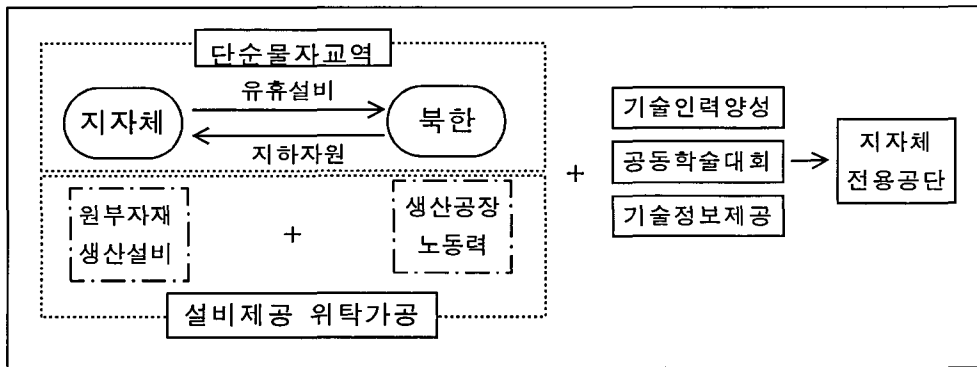 단순물자교역
유휴설비
지자체
북한
지하자원
원부자재
생산설비
+
생산공장
노동력
설비제공 위탁가공
+
기술인력양성
공동학술대회
기술정보제공
지자체
전용공단